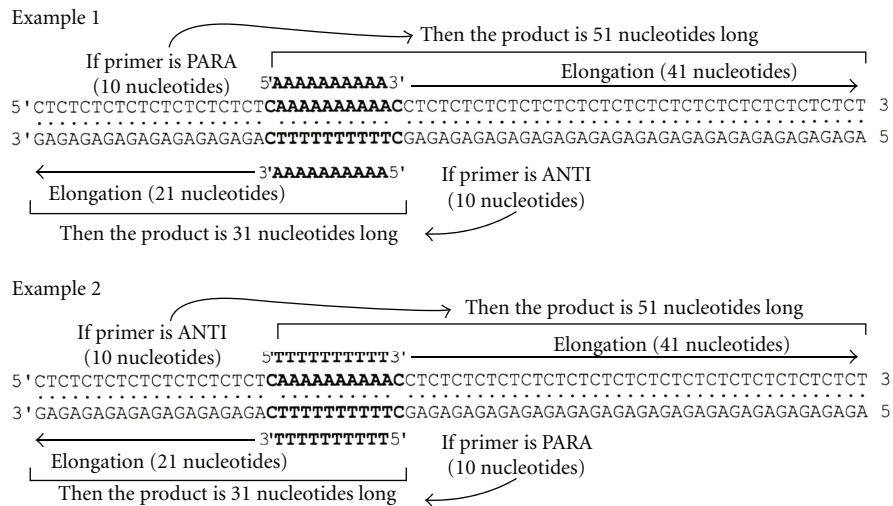 Example 1
Then the product is 51 nucleotides long
If primer is PARA
(10 nucleotides)
5'AAAAAAAAAA3'
Elongation (41 nucleotides)
5'CTCTCTCTCTCTCTCTCTCTCAAAAAAAAAACCTCTCTCTCTCTCTCTCTCTCTCTCTCTCTCTCTCTCTCT 3
3'GAGAGAGAGAGAGAGAGAGACTTTTTTTTTTCGAGAGAGAGAGAGAGAGAGAGAGAGAGAGAGAGAGAGAGA 5
3'AAAAAAAAAA5'
Elongation (21 nucleotides)
If primer is ANTI
(10 nucleotides)
Then the product is 31 nucleotides long
Example 2
Then the product is 51 nucleotides long
If primer is ANTI
(10 nucleotides)
5'TTTTTTTTTT3'
Elongation (41 nucleotides)
5'CTCTCTCTCTCTCTCTCTCTCAAAAAAAAAACCTCTCTCTCTCTCTCTCTCTCTCTCTCTCTCTCTCTCTCT 3
3'GAGAGAGAGAGAGAGAGAGACTTTTTTTTTTCGAGAGAGAGAGAGAGAGAGAGAGAGAGAGAGAGAGAGAGA 5
3'TTTTTTTTTT5'
Elongation (21 nucleotides)
If primer is PARA
(10 nucleotides)
Then the product is 31 nucleotides long